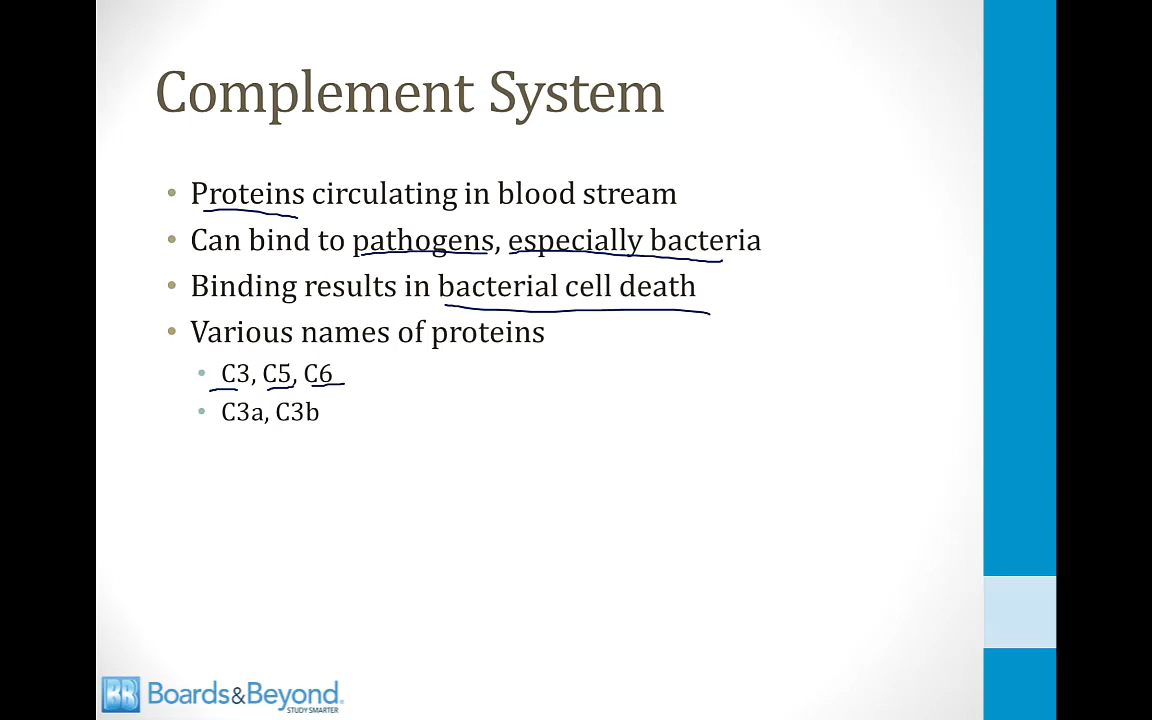 Complement System
• Proteins circulating in blood stream
• Can bind to pathogens, especially bacteria
• Binding results in bacterial cell death
• Various names of proteins
• C3, C5, C6
• C3a, C3b
BB Boards&Beyond.
STUDY SMARTER